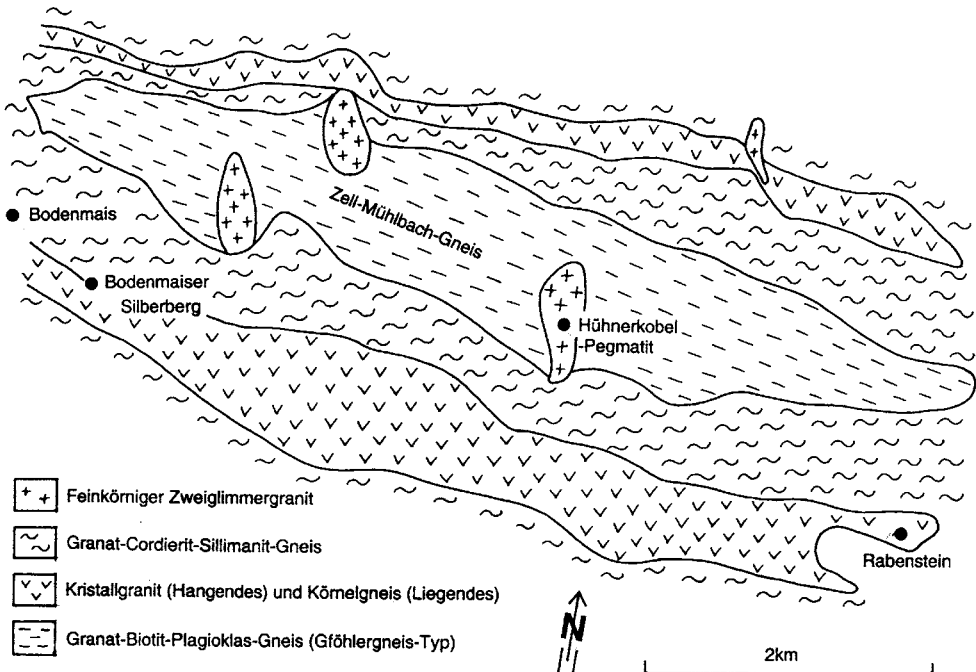 Bodenmais
Bodenmaiser
Silberberg
Zell-Mühlbach-Gneis
Hühnerkobel
-Pegmatit
Rabenstein
Feinkörniger Zweiglimmergranit
Granat-Cordierit-Sillimanit-Gneis
Kristallgranit (Hangendes) und Körnelgneis (Liegendes)
Granat-Biotit-Plagioklas-Gneis (Gföhlergneis-Typ)
N
2km